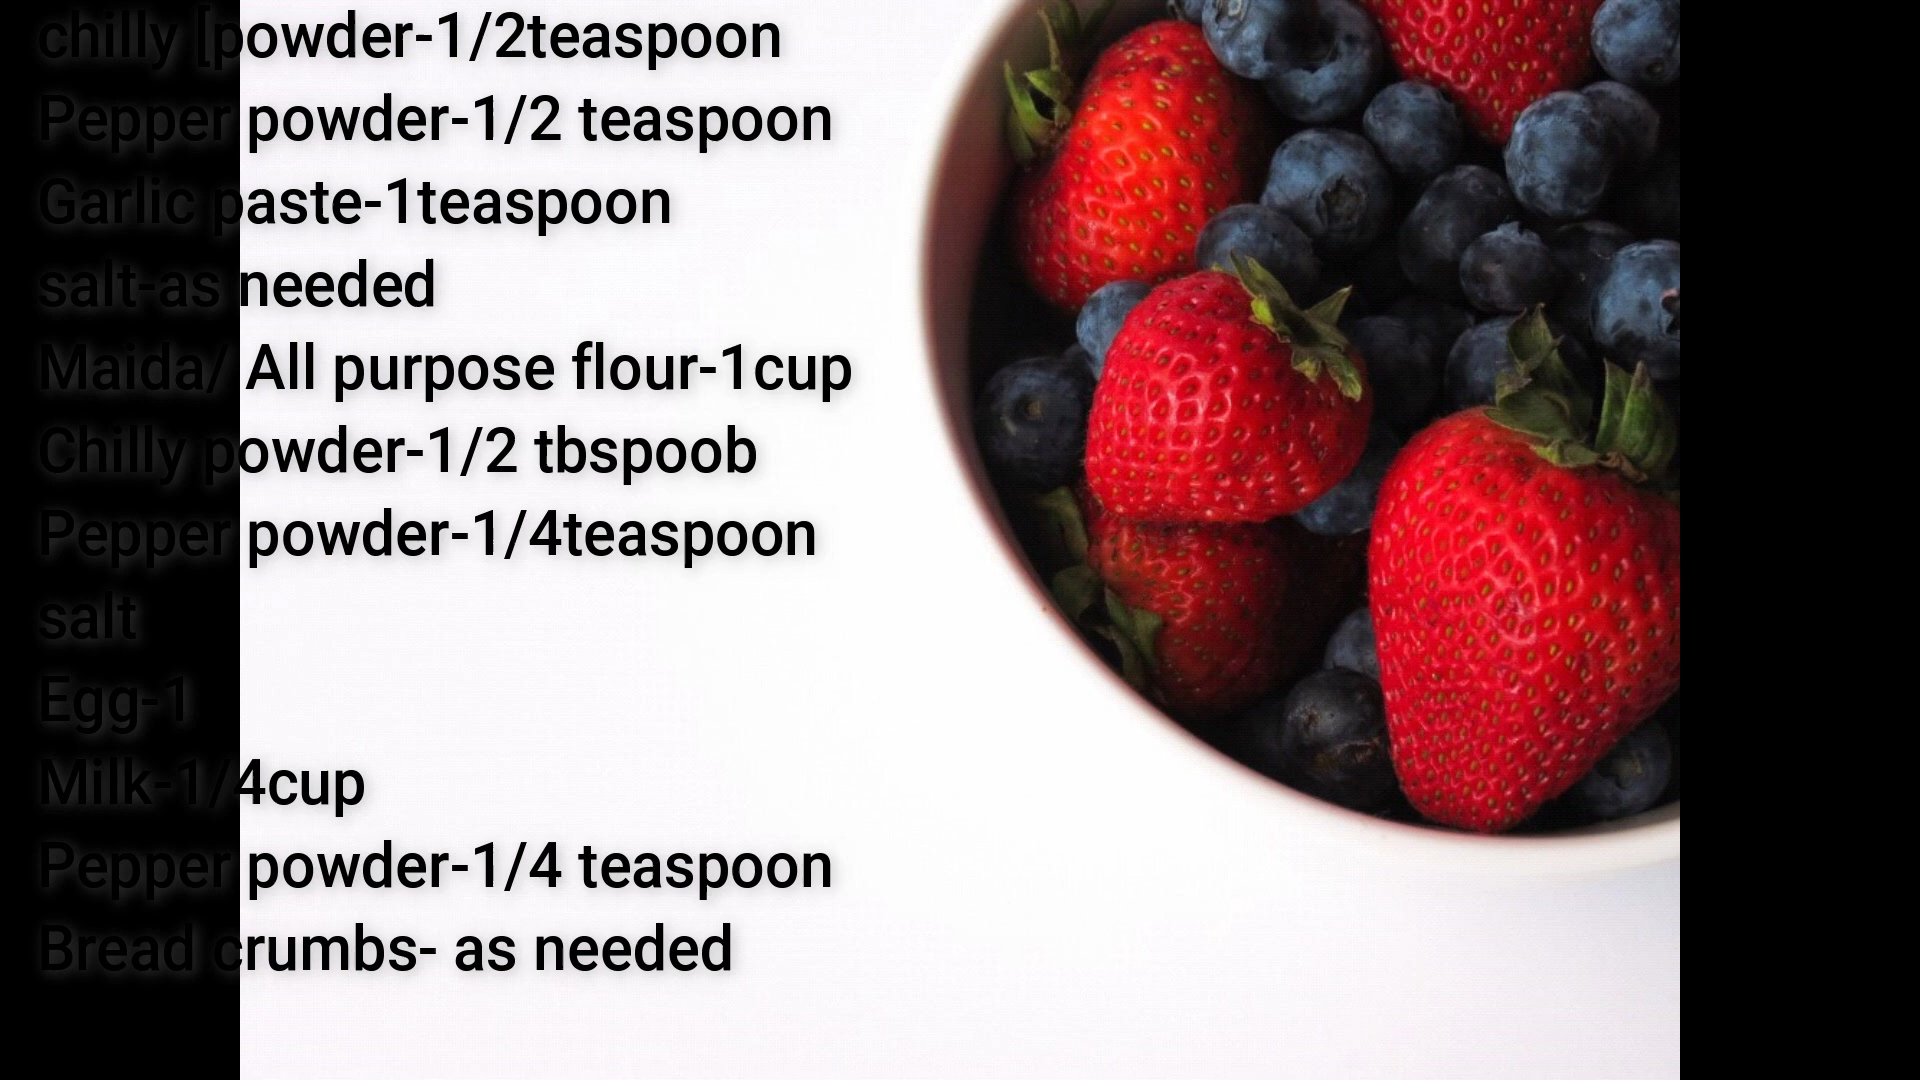 chilly [powder-1/2teaspoon
Pepper powder-1/2 teaspoon
Garlic paste-1teaspoon
salt-as needed
Maida/ All purpose flour-1cup
Chilly powder-1/2 tbspoob
Pepper powder-1/4teaspoon
salt
Egg-1
Milk-1/4cup
Pepper powder-1/4 teaspoon
Bread crumbs- as needed